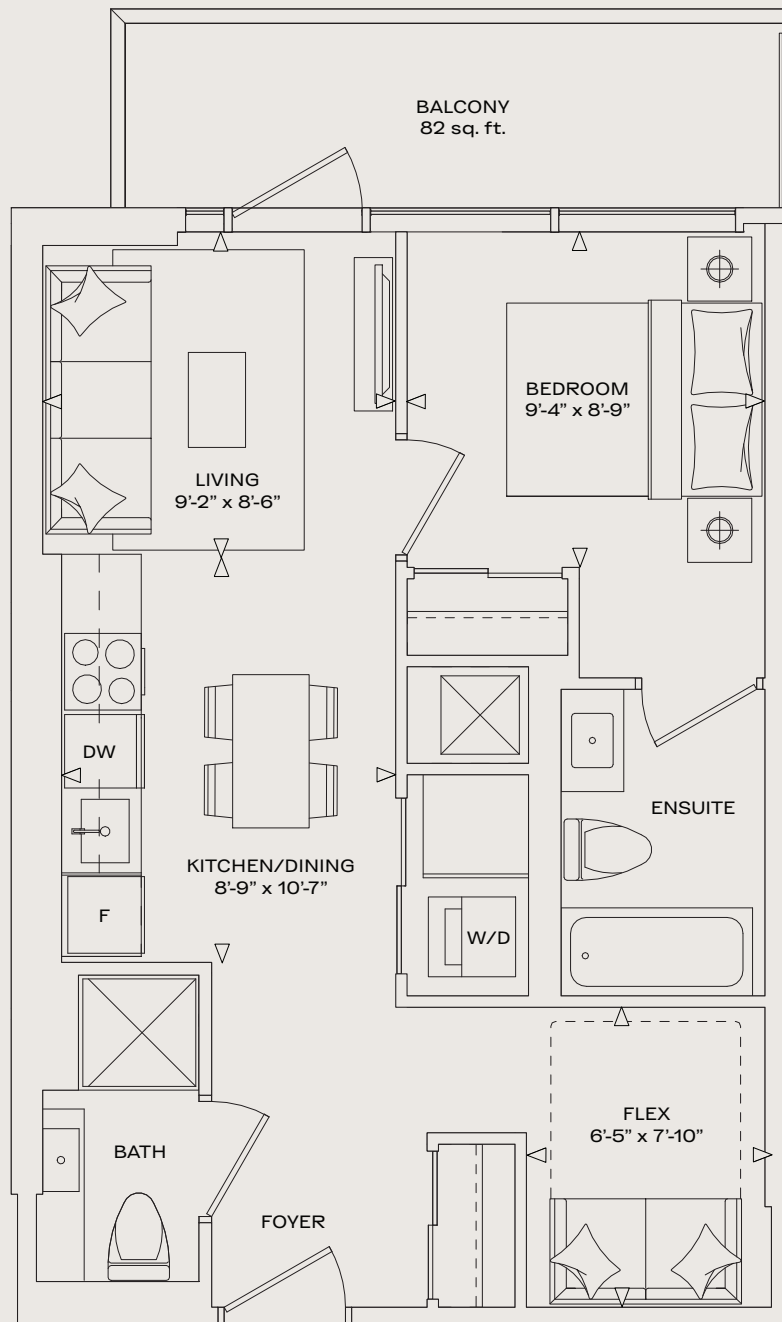 BALCONY
82 sq. ft.
BEDROOM
9’-4” x 8’-9”
LIVING
9’-2” x 8’-6”
DW
ENSUITE
KITCHEN/DINING
8’-9” x 10’-7”
F
W/D
FLEX
6’-5” x 7’-10”
BATH
FOYER